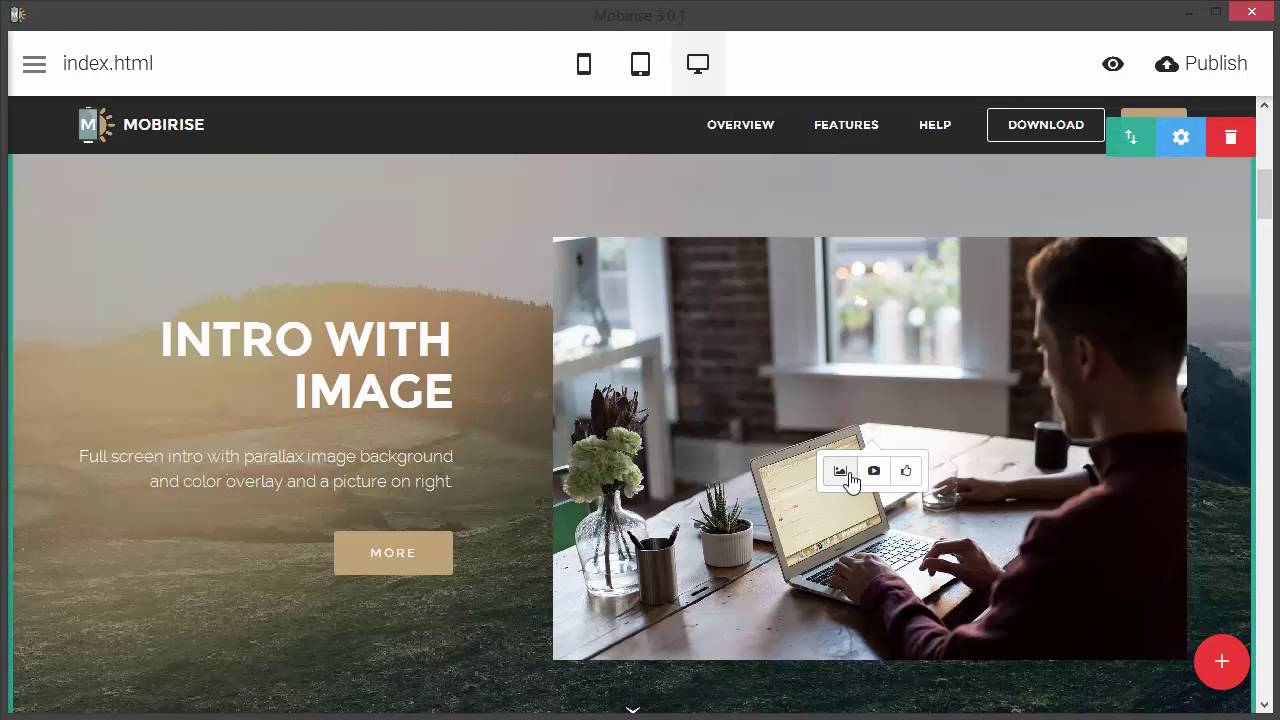 Mobirise 3.0.1
index.html
Publish
M
MOBIRISE
OVERVIEW
FEATURES
HELP
DOWNLOAD
INTRO WITH
IMAGE
Full screen intro with parallax image background
and color overlay and a picture on right.
MORE